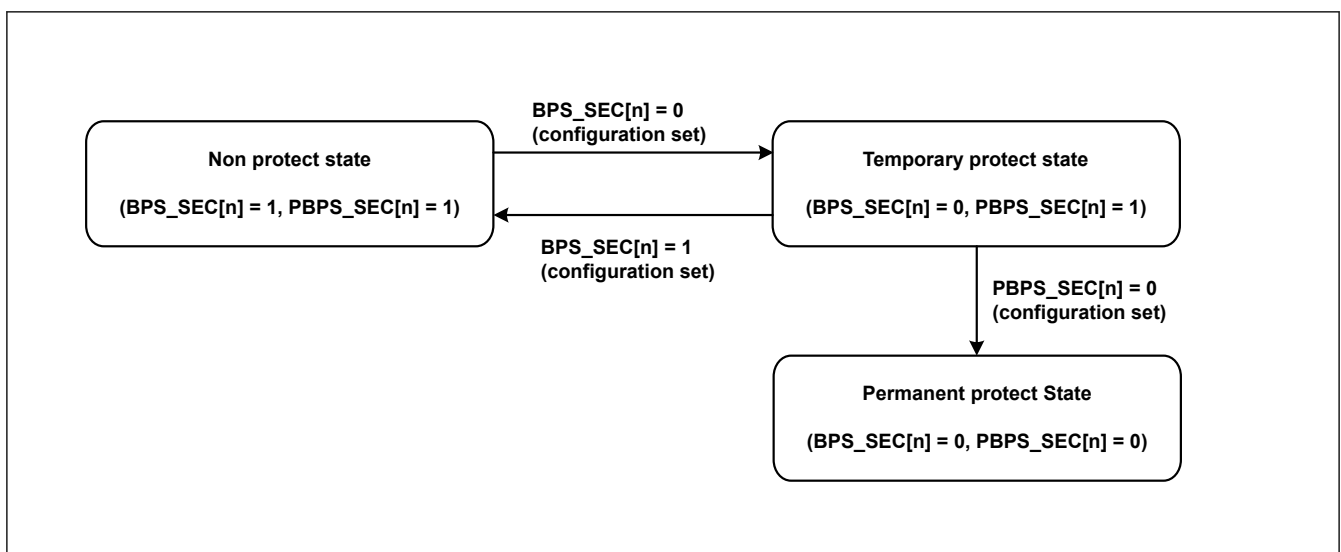 BPS_SEC[n] = 0
(configuration set)
Non protect state
(BPS_SEC[n] = 1, PBPS_SEC[n] = 1)
Temporary protect state
(BPS_SEC[n] = 0, PBPS_SEC[n] = 1)
BPS_SEC[n] = 1
(configuration set)
PBPS_SEC[n] = 0
(configuration set)
Permanent protect State
(BPS_SEC[n] = 0, PBPS_SEC[n] = 0)